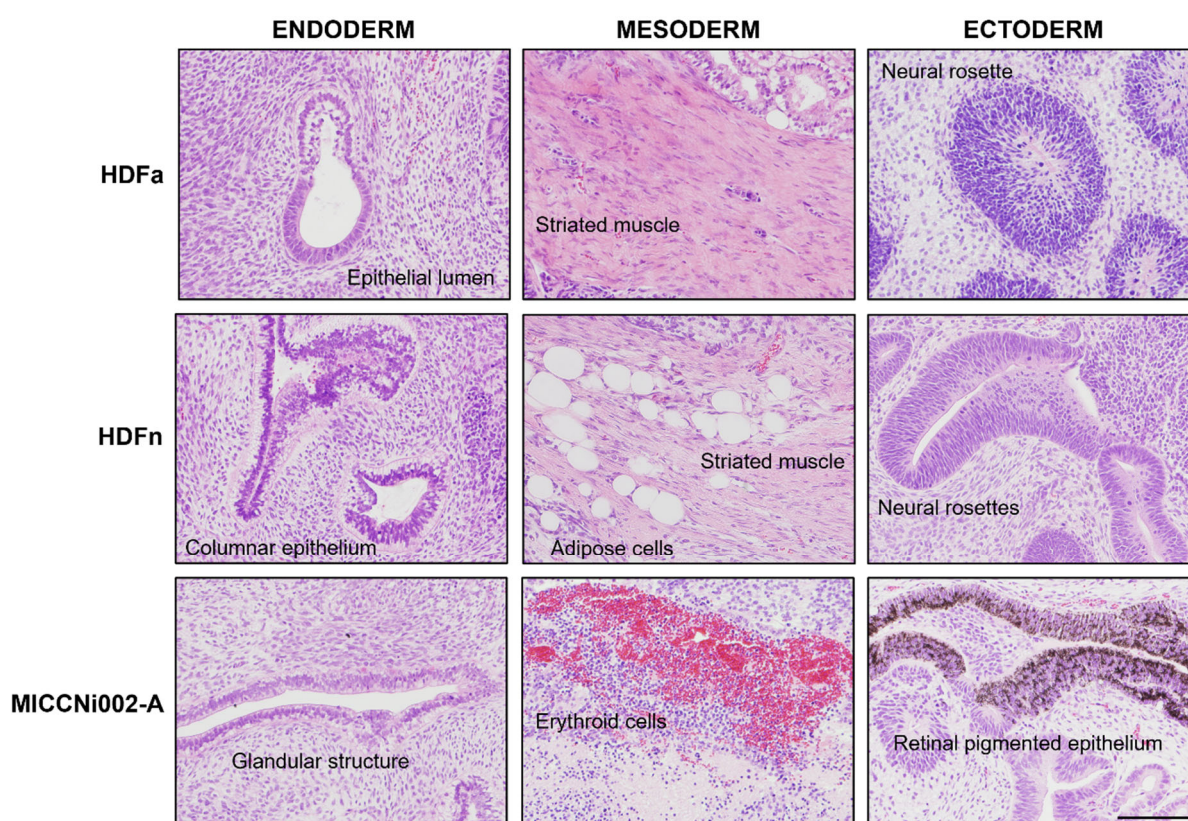 ENDODERM MESODERM ECTODERM
HDFa
Epithelial lumen
Striated muscle
Neural rosette
HDFn
Columnar epithelium
Striated muscle
Adipose cells
Neural rosettes
MICCNi002-A
Glandular structure
Erythroid cells
Retinal pigmented epithelium